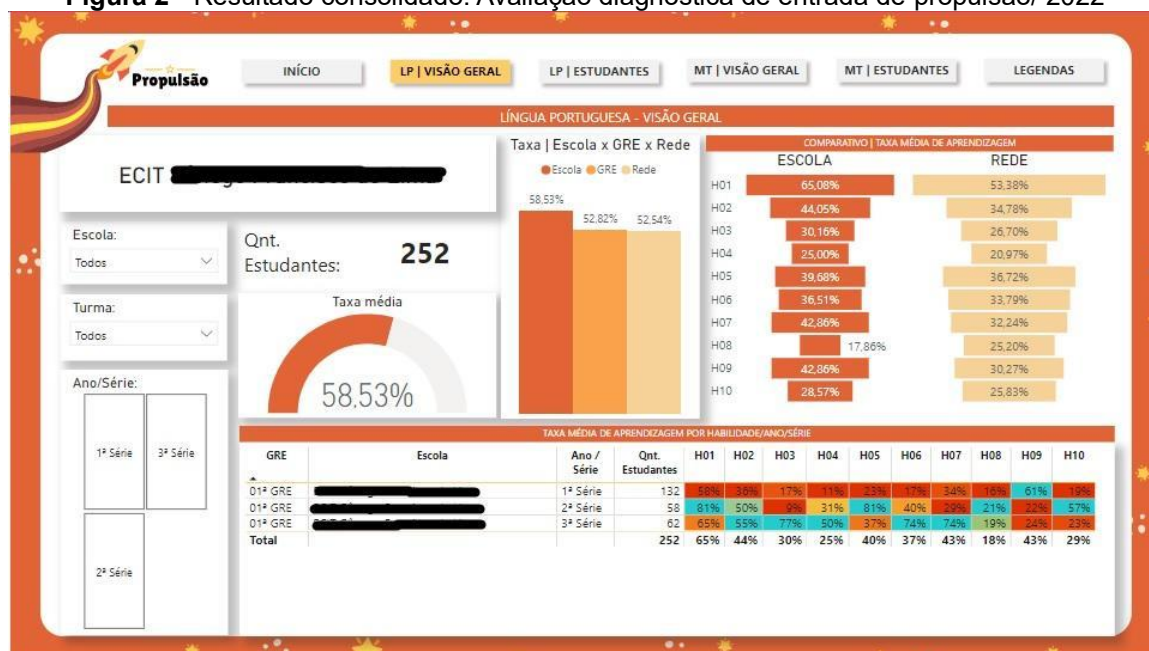 Figura 2 - Resultado consolidado: Avaliação diagnóstica de entrada de propulsão/ 2022
Propulsão
INÍCIO
LP | VISÃO GERAL
LP | ESTUDANTES
MT | VISÃO GERAL
MT | ESTUDANTES
LEGENDAS
LÍNGUA PORTUGUESA - VISÃO GERAL
ECIT
Escola:
Todos
Turma:
Todos
Ano/Série:
1ª Série
3ª Série
2ª Série
Qnt.
Estudantes:
252
Taxa média
58,53%
Taxa | Escola x GRE x Rede
Escola GRE Rede
58,53%
52,82%
52,54%
COMPARATIVO | TAXA MÉDIA DE APRENDIZAGEM
ESCOLA REDE
H01 65,08% 53,38%
H02 44,05% 34,78%
H03 30,16% 26,70%
H04 25,00% 20,97%
H05 39,68% 36,72%
H06 36,51% 33,79%
H07 42,86% 32,24%
H08 17,86% 25,20%
H09 42,86% 30,27%
H10 28,57% 25,83%
TAXA MÉDIA DE APRENDIZAGEM POR HABILIDADE/ANO/SÉRIE
GRE Escola Ano / Série Qnt. Estudantes H01 H02 H03 H04 H05 H06 H07 H08 H09 H10
01ª GRE 1ª Série 132 58% 36% 17% 11% 23% 17% 34% 16% 61% 19%
01ª GRE 2ª Série 58 81% 50% 9% 31% 81% 40% 29% 21% 22% 57%
01ª GRE 3ª Série 62 65% 55% 77% 50% 37% 74% 74% 19% 24% 23%
Total 252 65% 44% 30% 25% 40% 37% 43% 18% 43% 29%